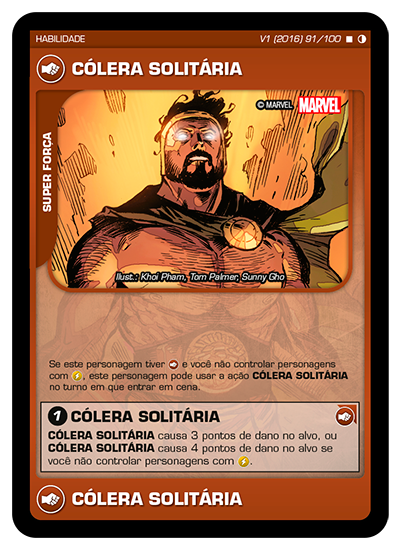 HABILIDADE V1 (2016) 91/100
CÓLERA SOLITÁRIA
© MARVEL MARVEL
SUPER FORÇA
Ilust.: Khoi Pham, Tom Palmer, Sunny Gho
Se este personagem tiver e você não controlar personagens
com , este personagem pode usar a ação CÓLERA SOLITÁRIA
no turno em que entrar em cena.
1 CÓLERA SOLITÁRIA
CÓLERA SOLITÁRIA causa 3 pontos de dano no alvo, ou
CÓLERA SOLITÁRIA causa 4 pontos de dano no alvo se
você não controlar personagens com .
CÓLERA SOLITÁRIA